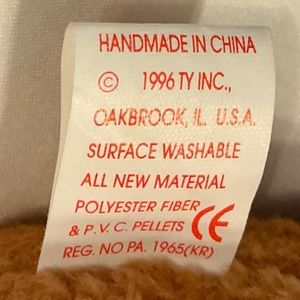 HANDMADE IN CHINA
© 1996 TY INC.,
OAKBROOK, IL. U.S.A.
SURFACE WASHABLE
ALL NEW MATERIAL
POLYESTER FIBER
& P.V.C. PELLETS CE
REG. NO PA. 1965(KR)